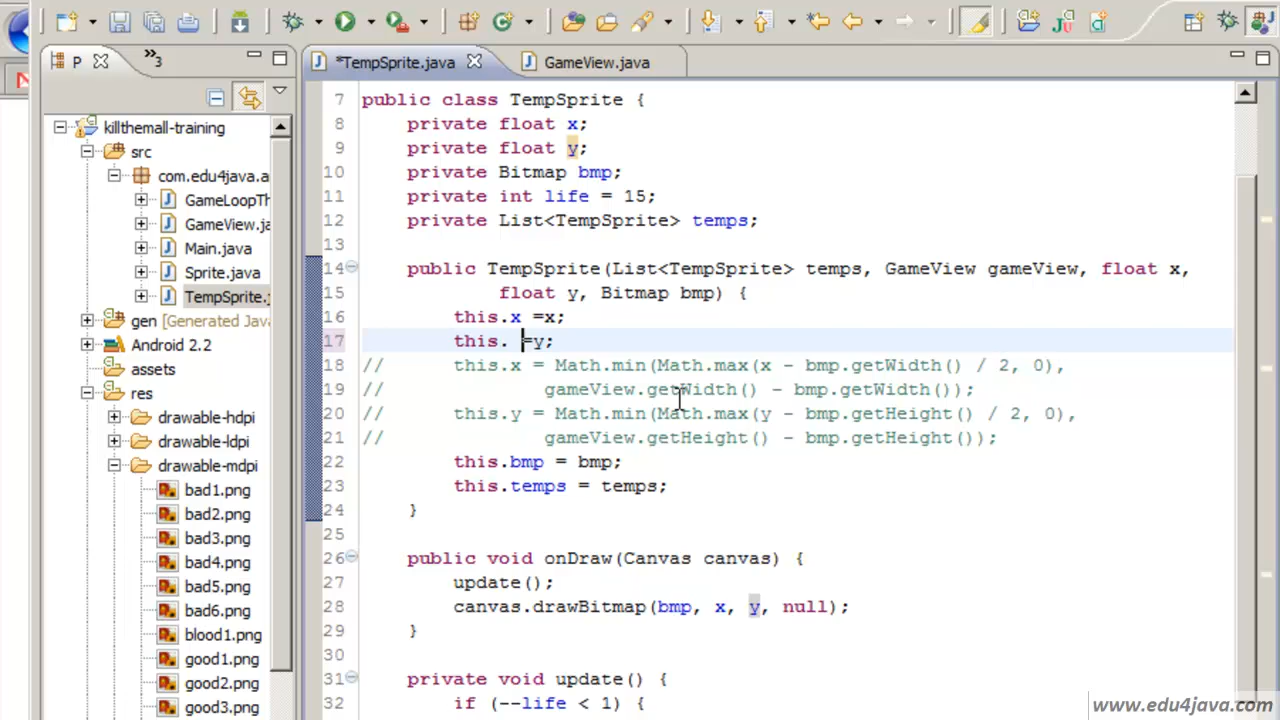 P
3
*TempSprite.java
GameView.java
killthemall-training
src
com.edu4java.a
GameLoopTh
GameView.ja
Main.java
Sprite.java
TempSprite.j
gen [Generated Java
Android 2.2
assets
res
drawable-hdpi
drawable-ldpi
drawable-mdpi
bad1.png
bad2.png
bad3.png
bad4.png
bad5.png
bad6.png
blood1.png
good1.png
good2.png
good3.png
7 public class TempSprite {
8 private float x;
9 private float y;
10 private Bitmap bmp;
11 private int life = 15;
12 private List<TempSprite> temps;
13
14 public TempSprite(List<TempSprite> temps, GameView gameView, float x,
15 float y, Bitmap bmp) {
16 this.x =x;
17 this. =y;
18 // this.x = Math.min(Math.max(x - bmp.getWidth() / 2, 0),
19 // gameView.getWidth() - bmp.getWidth());
20 // this.y = Math.min(Math.max(y - bmp.getHeight() / 2, 0),
21 // gameView.getHeight() - bmp.getHeight());
22 this.bmp = bmp;
23 this.temps = temps;
24 }
25
26 public void onDraw(Canvas canvas) {
27 update();
28 canvas.drawBitmap(bmp, x, y, null);
29 }
30
31 private void update() {
32 if (--life < 1) {
www.edu4java.com